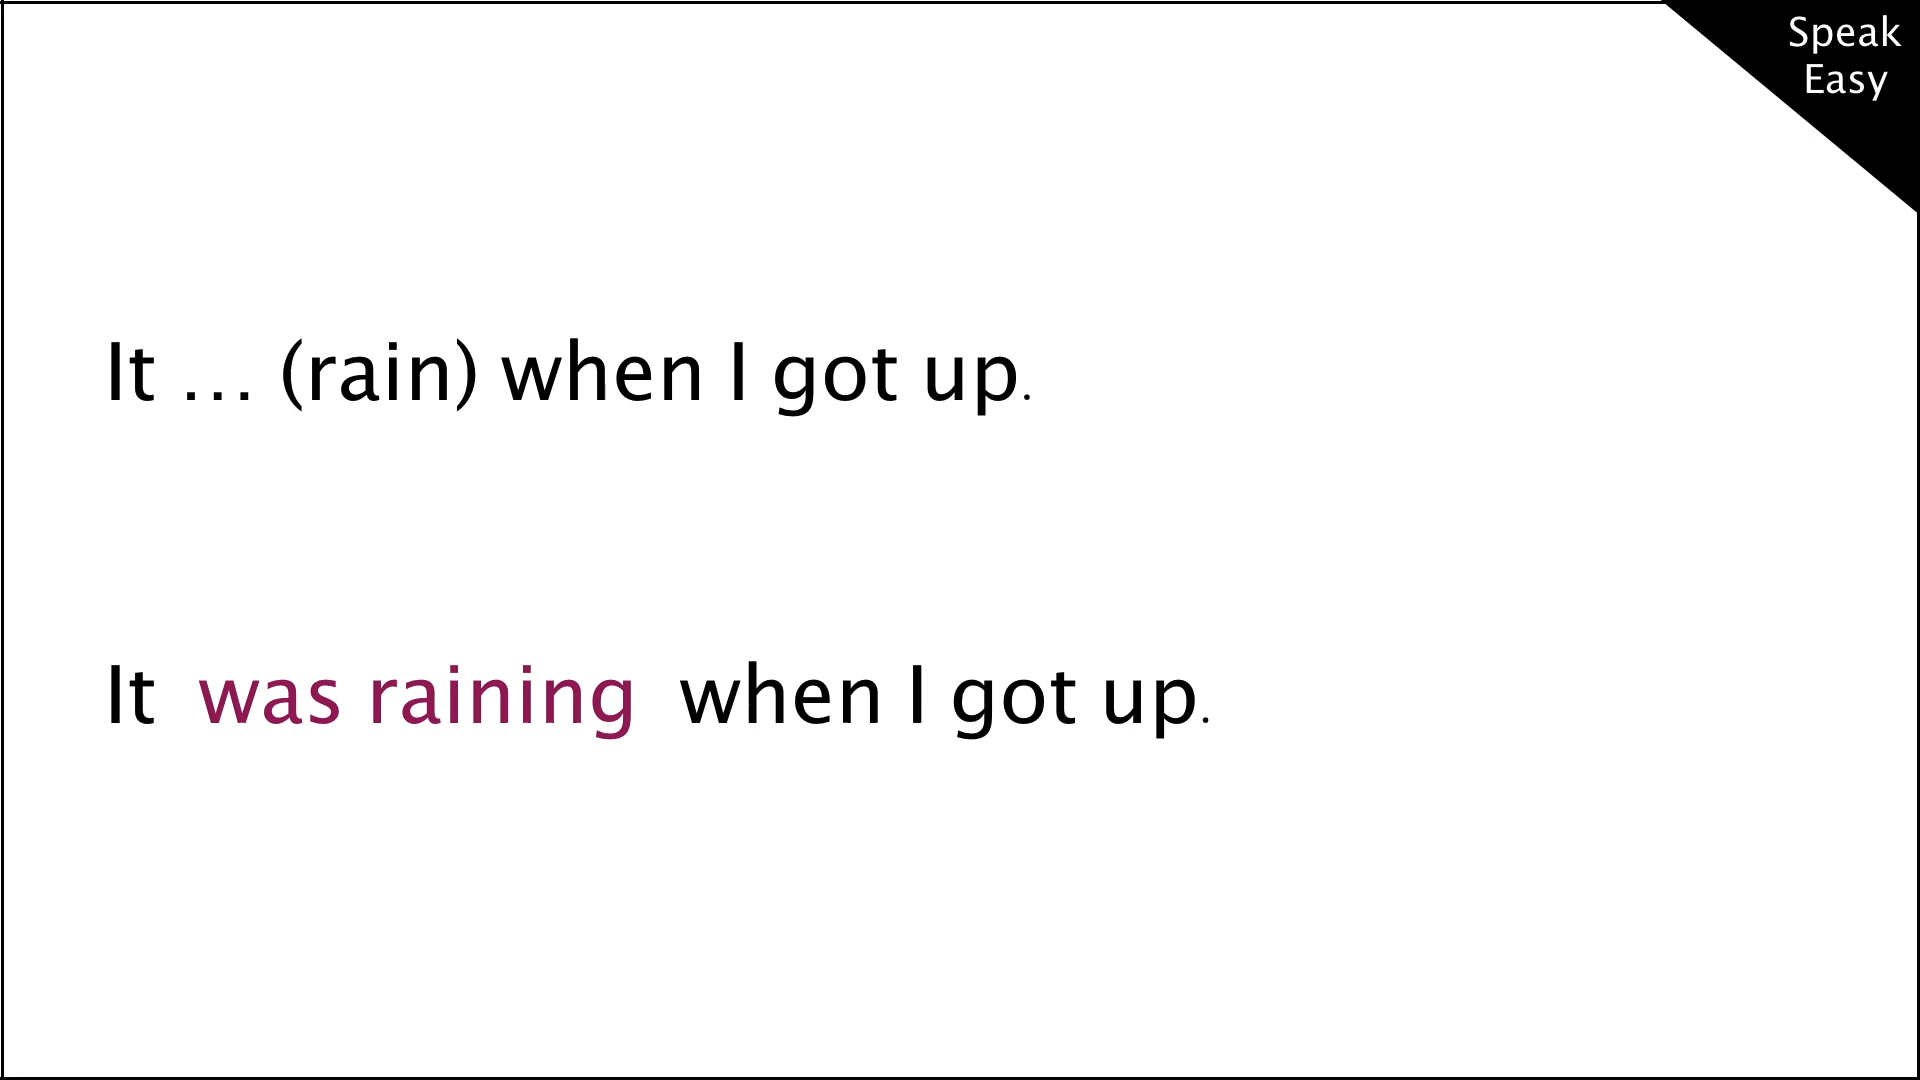 Speak
Easy
It … (rain) when I got up.
It was raining when I got up.